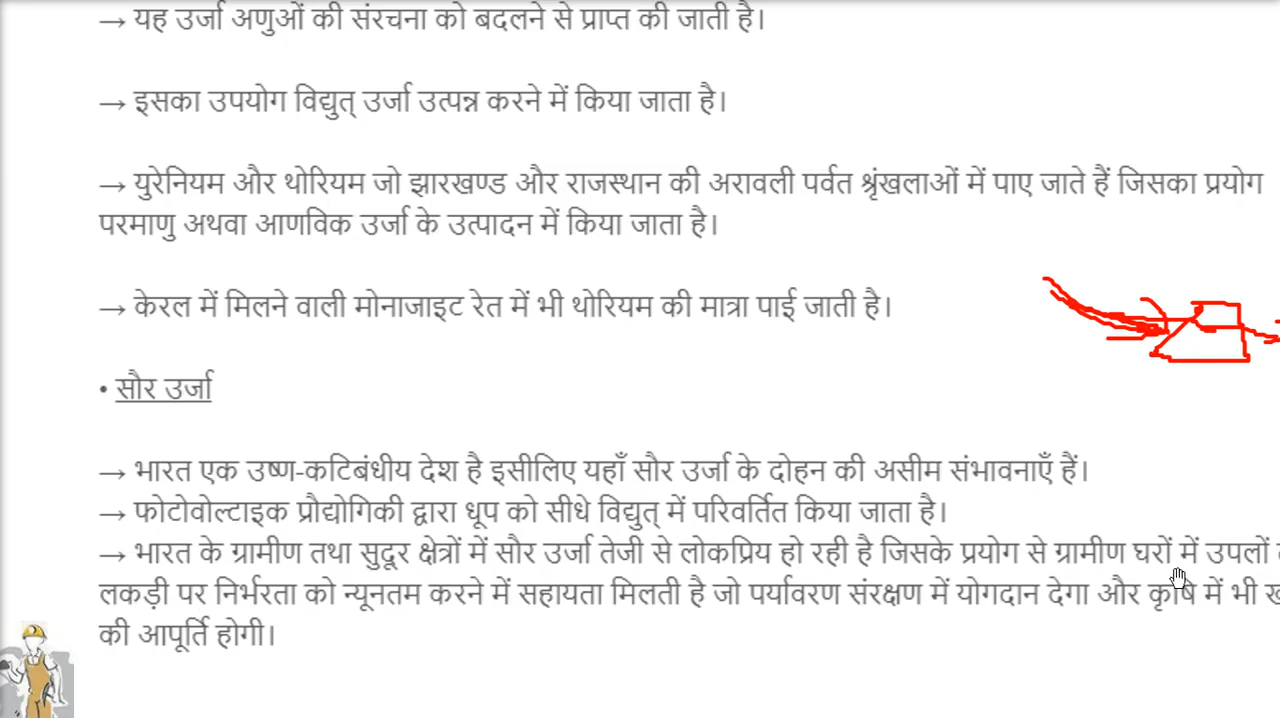 → यह उर्जा अणुओं की संरचना को बदलने से प्राप्त की जाती है।
→ इसका उपयोग विद्युत् उर्जा उत्पन्न करने में किया जाता है।
→ युरेनियम और थोरियम जो झारखण्ड और राजस्थान की अरावली पर्वत श्रृंखलाओं में पाए जाते हैं जिसका प्रयोग
परमाणु अथवा आणविक उर्जा के उत्पादन में किया जाता है।
→ केरल में मिलने वाली मोनाजाइट रेत में भी थोरियम की मात्रा पाई जाती है।
• सौर उर्जा
→ भारत एक उष्ण-कटिबंधीय देश है इसीलिए यहाँ सौर उर्जा के दोहन की असीम संभावनाएँ हैं।
→ फोटोवोल्टाइक प्रौद्योगिकी द्वारा धूप को सीधे विद्युत् में परिवर्तित किया जाता है।
→ भारत के ग्रामीण तथा सुदूर क्षेत्रों में सौर उर्जा तेजी से लोकप्रिय हो रही है जिसके प्रयोग से ग्रामीण घरों में उपलों
लकड़ी पर निर्भरता को न्यूनतम करने में सहायता मिलती है जो पर्यावरण संरक्षण में योगदान देगा और कृषि में भी
की आपूर्ति होगी।